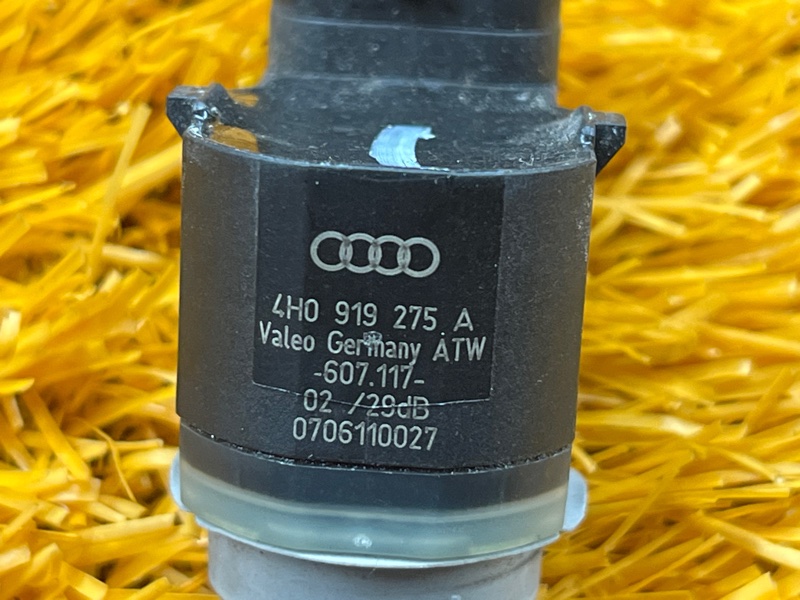 4H0 919 275 A
Valeo Germany ATW
-607.117-
02 /29dB
0706110027